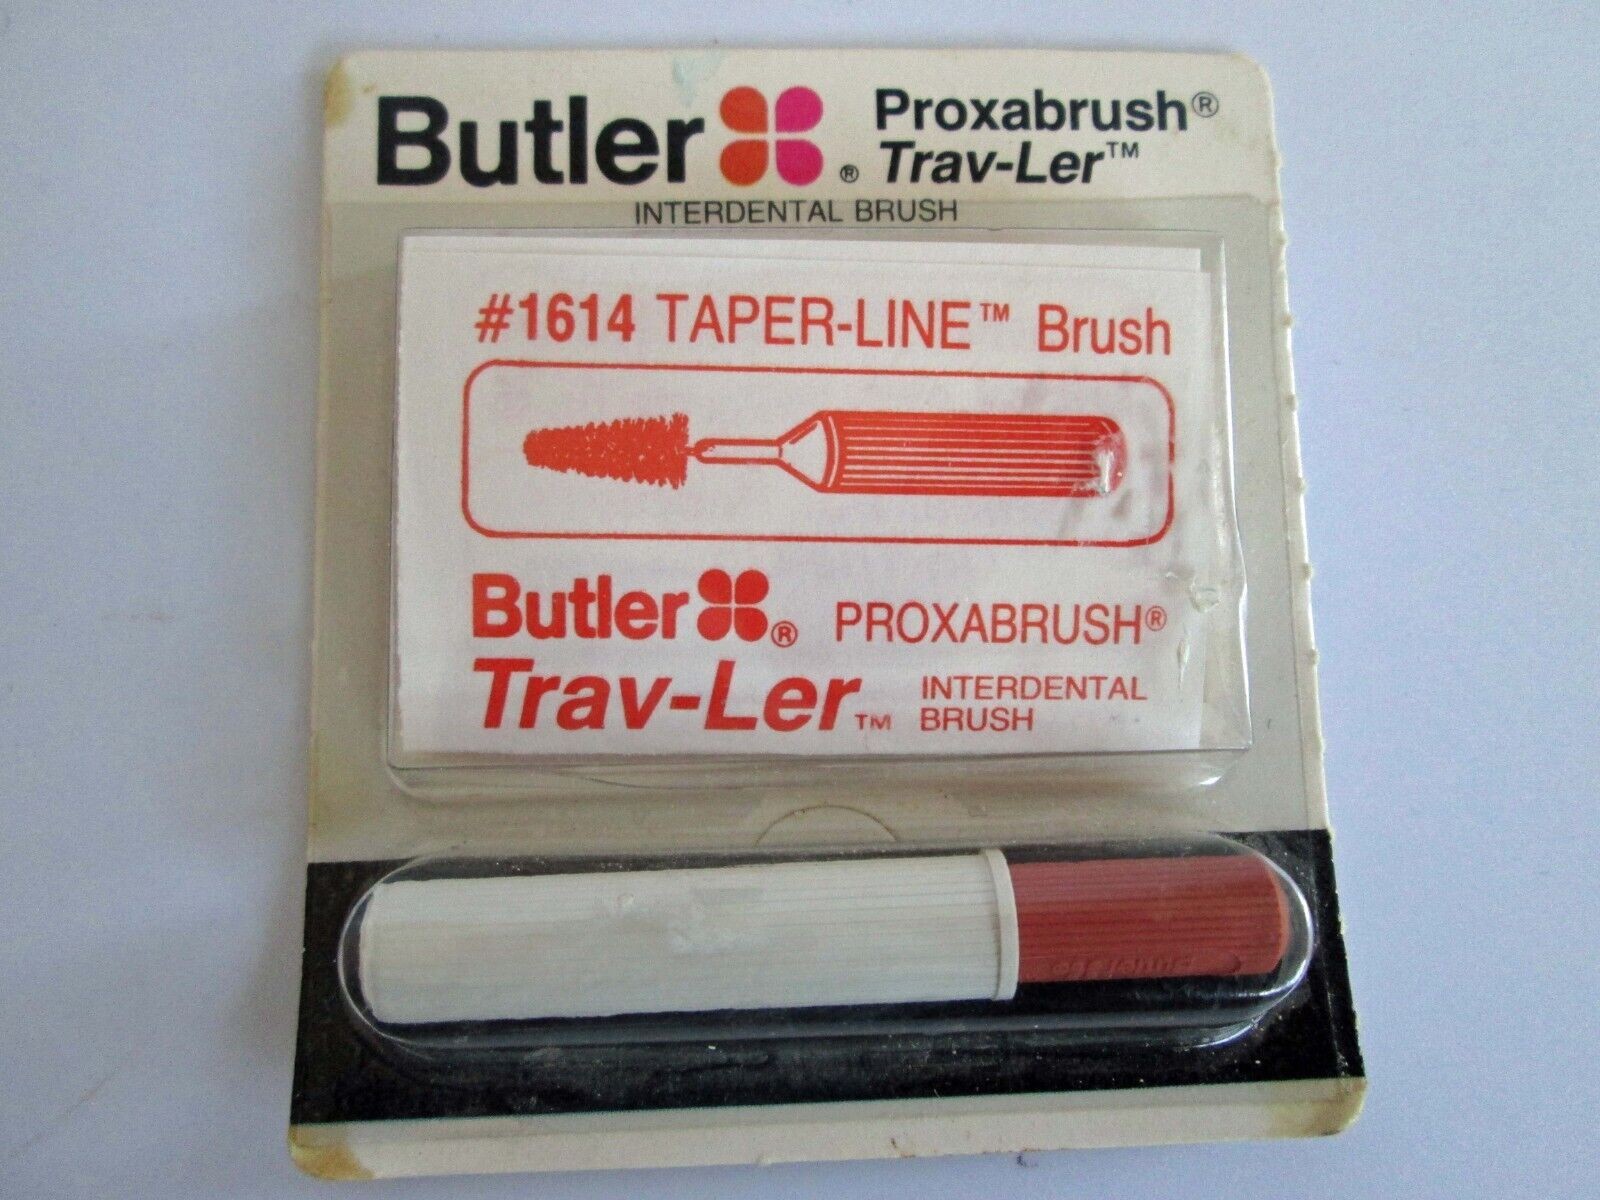 Butler® Proxabrush®
Trav-Ler™
INTERDENTAL BRUSH
#1614 TAPER-LINE™ Brush
Butler® PROXABRUSH®
Trav-Ler™ INTERDENTAL
BRUSH